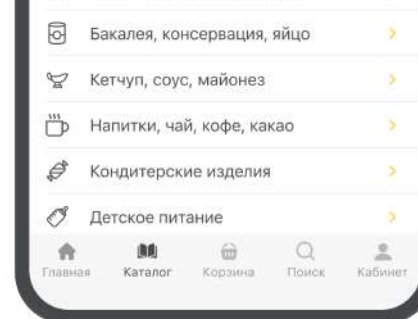 Бакалея, консервация, яйцо
Кетчуп, соус, майонез
Напитки, чай, кофе, какао
Кондитерские изделия
Детское питание
Главная Каталог Корзина Поиск Кабинет